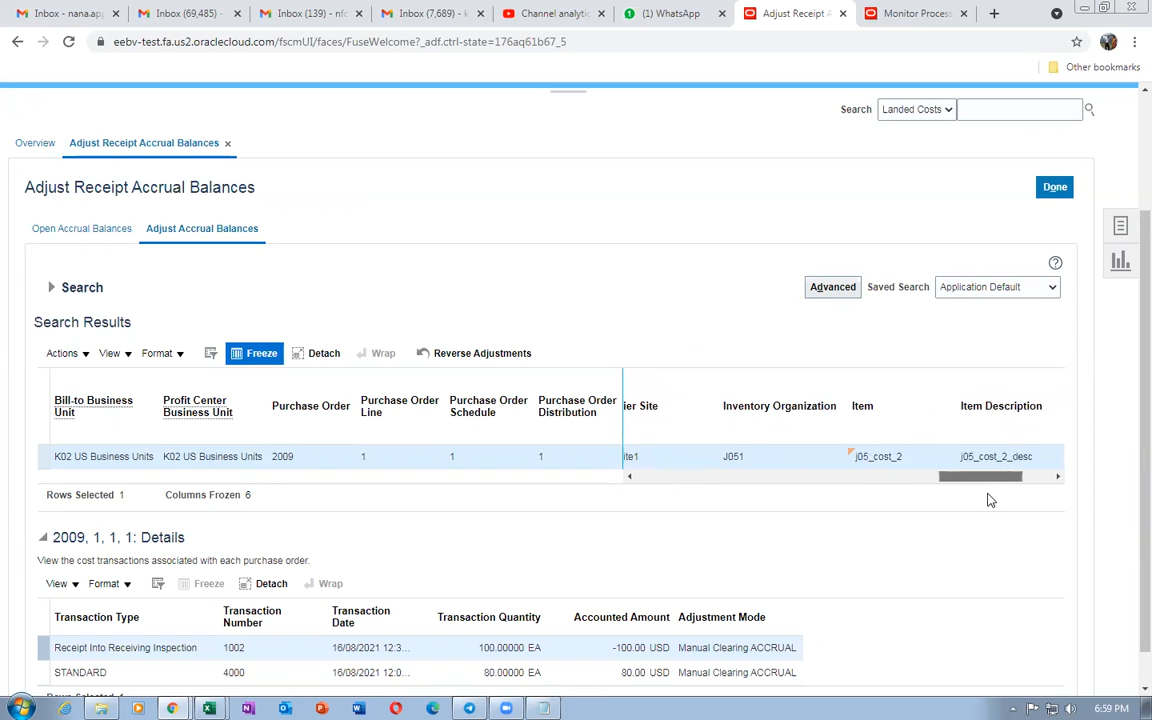 Inbox - nana.app
Inbox (69,485) -
Inbox (139) - nfc
Inbox (7,689) - k
Channel analytic
(1) WhatsApp
Adjust Receipt A
Monitor Process
eebv-test.fa.us2.oraclecloud.com/fscmUI/faces/FuseWelcome?_adf.ctrl-state=176aq61b67_5
Other bookmarks
Search Landed Costs
Overview Adjust Receipt Accrual Balances
Adjust Receipt Accrual Balances
Done
Open Accrual Balances Adjust Accrual Balances
Search
Advanced Saved Search Application Default
Search Results
Actions View Format Freeze Detach Wrap Reverse Adjustments
Bill-to Business Unit Profit Center Business Unit Purchase Order Purchase Order Line Purchase Order Schedule Purchase Order Distribution ier Site Inventory Organization Item Item Description
K02 US Business Units K02 US Business Units 2009 1 1 1 ite1 J051 j05_cost_2 j05_cost_2_desc
Rows Selected 1 Columns Frozen 6
2009, 1, 1, 1: Details
View the cost transactions associated with each purchase order.
View Format Freeze Detach Wrap
Transaction Type Transaction Number Transaction Date Transaction Quantity Accounted Amount Adjustment Mode
Receipt Into Receiving Inspection 1002 16/08/2021 12:3... 100.00000 EA -100.00 USD Manual Clearing ACCRUAL
STANDARD 4000 16/08/2021 12:0... 80.00000 EA 80.00 USD Manual Clearing ACCRUAL
6:59 PM